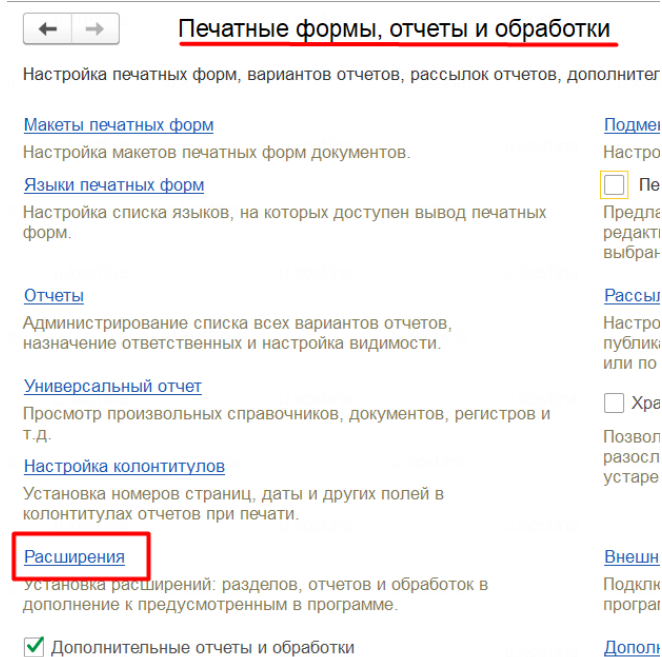 Печатные формы, отчеты и обработки
Настройка печатных форм, вариантов отчетов, рассылок отчетов,
Макеты печатных форм
Настройка макетов печатных форм документов.
Языки печатных форм
Настройка списка языков, на которых доступен вывод печатных
форм.
Отчеты
Администрирование списка всех вариантов отчетов,
назначение ответственных и настройка видимости.
Универсальный отчет
Просмотр произвольных справочников, документов, регистров и
т.д.
Настройка колонтитулов
Установка номеров страниц, даты и других полей в
колонтитулах отчетов при печати.
Расширения
Установка расширений: разделов, отчетов и обработок в
дополнение к предусмотренным в программе.
Дополнительные отчеты и обработки
или по